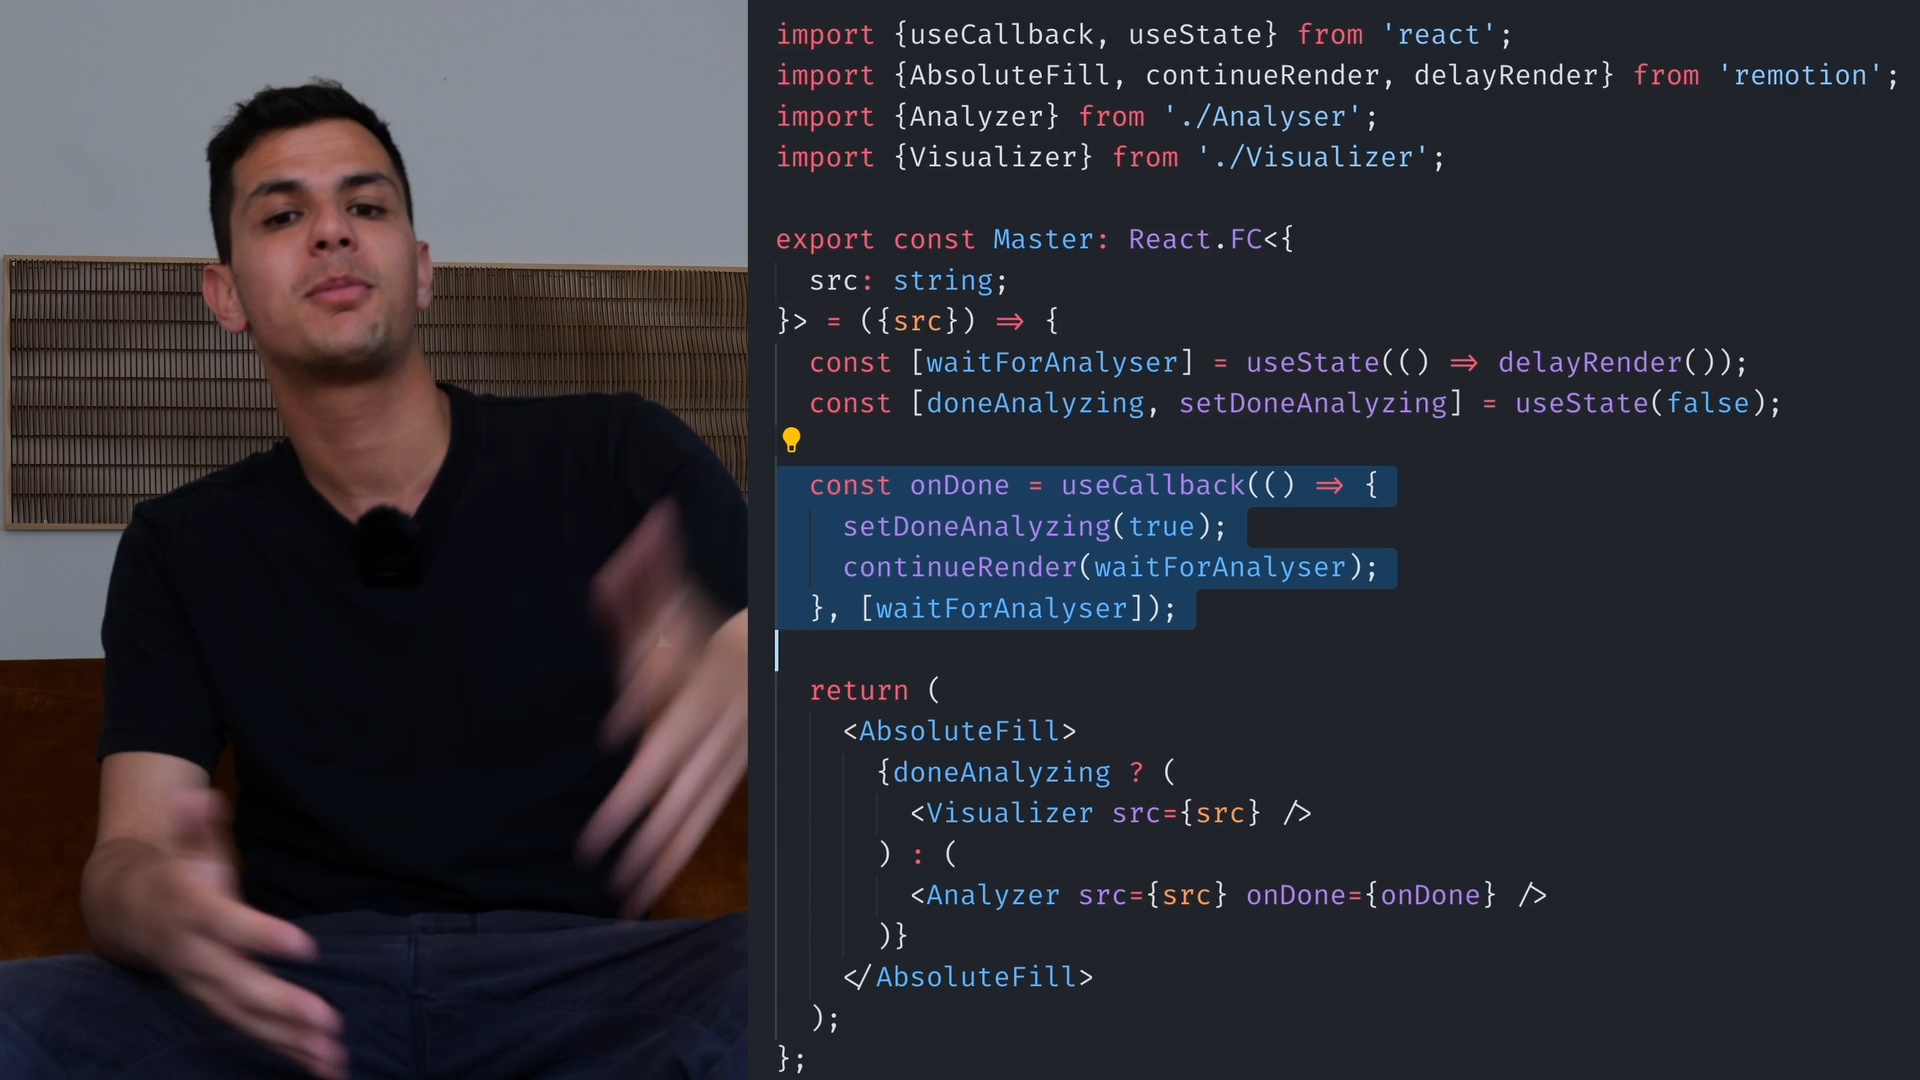 import {useCallback, useState} from 'react';
import {AbsoluteFill, continueRender, delayRender} from 'remotion';
import {Analyzer} from './Analyser';
import {Visualizer} from './Visualizer';
export const Master: React.FC<{
src: string;
}> = ({src}) => {
const [waitForAnalyser] = useState(() => delayRender());
const [doneAnalyzing, setDoneAnalyzing] = useState(false);
const onDone = useCallback(() => {
setDoneAnalyzing(true);
continueRender(waitForAnalyser);
}, [waitForAnalyser]);
return (
<AbsoluteFill>
{doneAnalyzing ? (
<Visualizer src={src} />
) : (
<Analyzer src={src} onDone={onDone} />
)}
</AbsoluteFill>
);
};